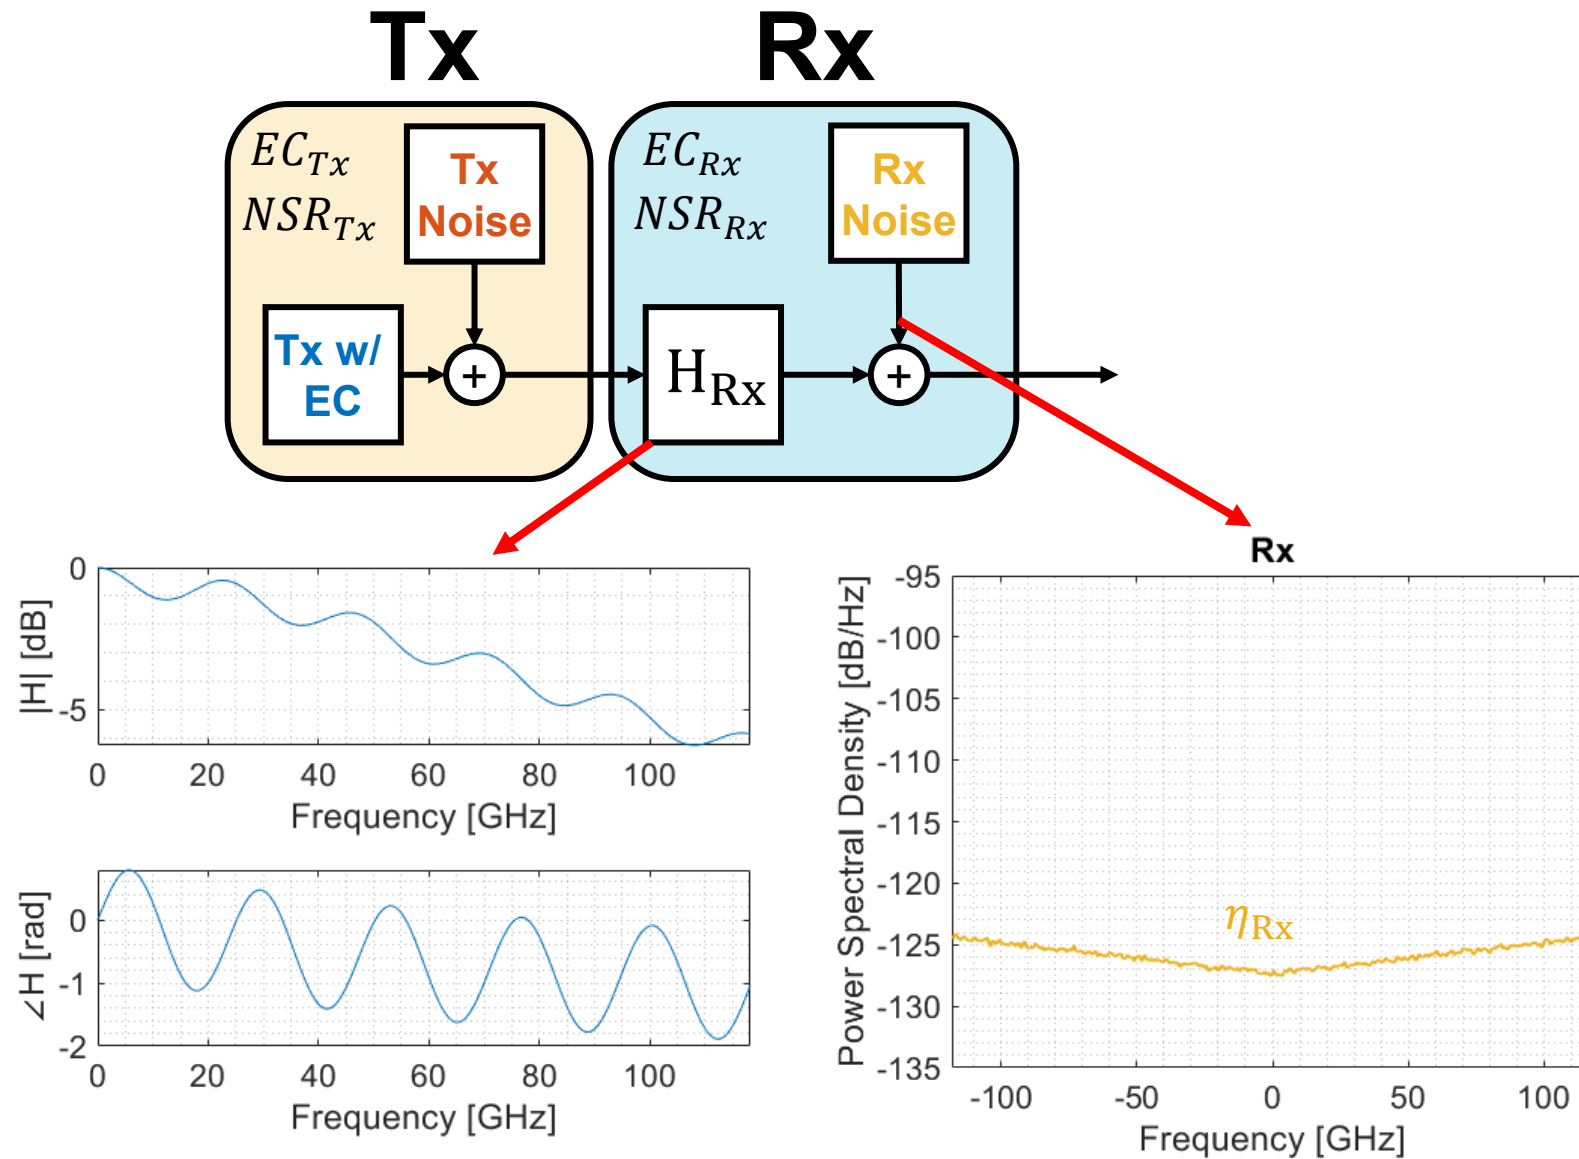 Tx
Rx
EC_Tx
NSR_Tx
Tx
Noise
Tx w/
EC
+
EC_Rx
NSR_Rx
Rx
Noise
H_Rx
+
|H| [dB]
0
-5
0 20 40 60 80 100
Frequency [GHz]
∠H [rad]
0
-1
-2
0 20 40 60 80 100
Frequency [GHz]
Rx
Power Spectral Density [dB/Hz]
-95
-100
-105
-110
-115
-120
-125
-130
-135
η_Rx
-100 -50 0 50 100
Frequency [GHz]